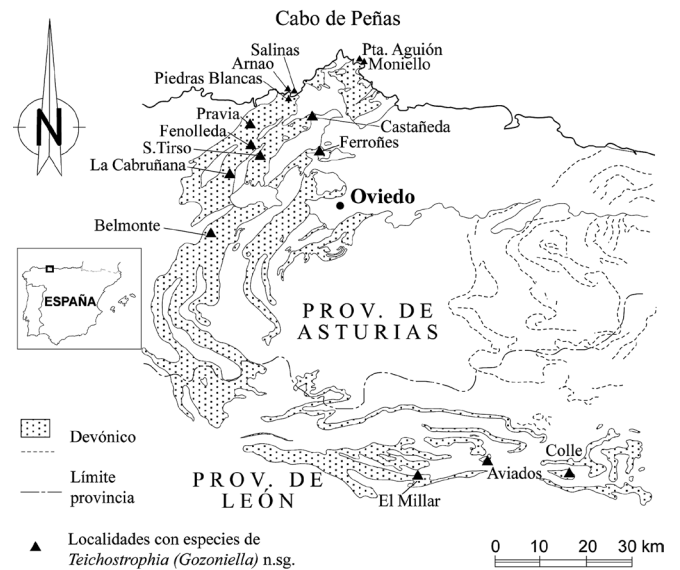 Cabo de Peñas
Salinas
Pta. Aguión
Arnao
Moniello
Piedras Blancas
Pravia
Castañeda
Fenolleda
Ferroñes
S.Tirso
La Cabruñana
Oviedo
Belmonte
N
ESPAÑA
PROV. DE
ASTURIAS
Devónico
Límite
provincia
PROV. DE
LEÓN
El Millar
Aviados
Colle
Localidades con especies de
Teichostrophia (Gozoniella) n.sg.
0 10 20 30 km